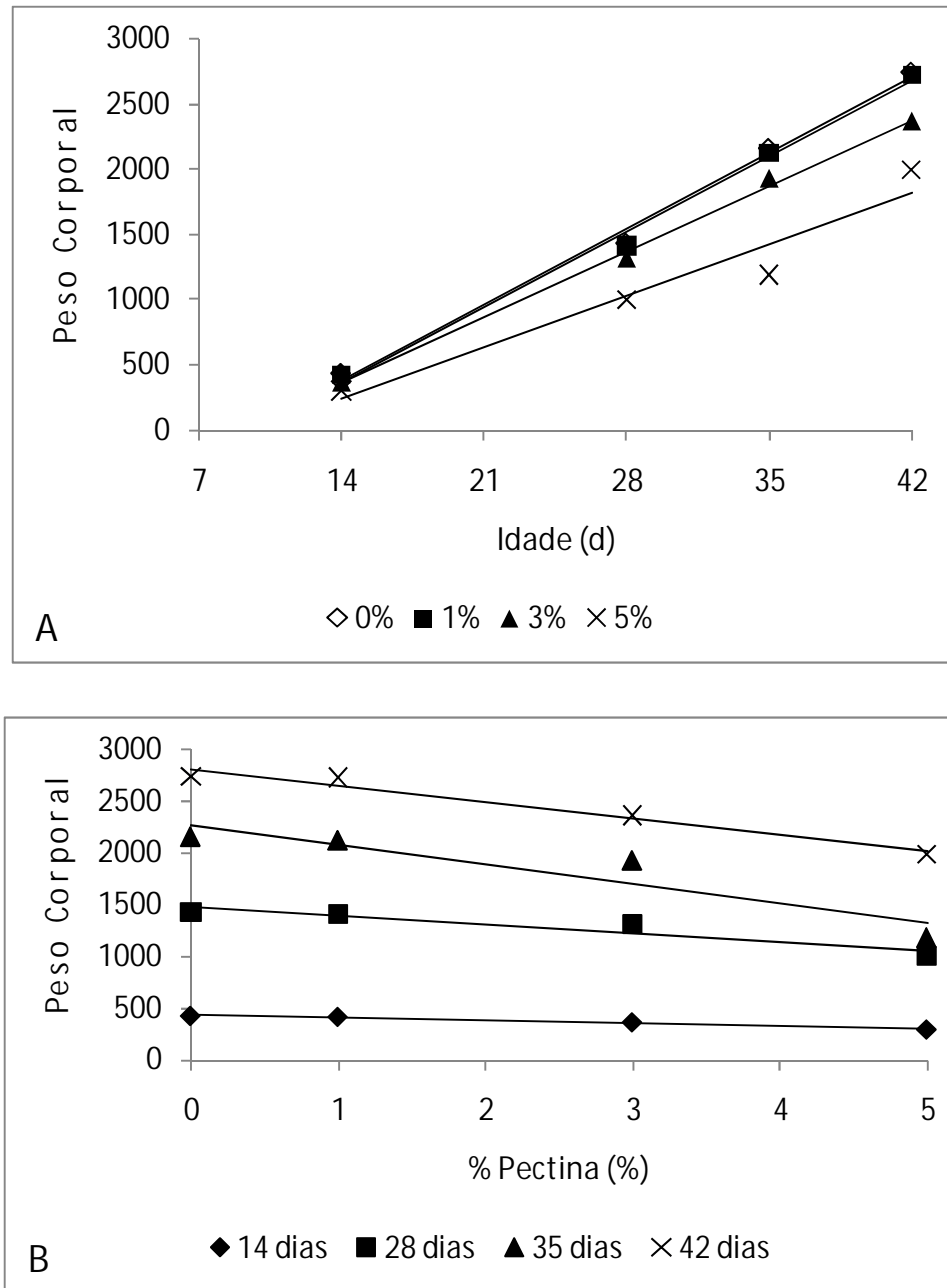 3000
2500
2000
1500
1000
500
0
Peso Corporal
7 14 21 28 35 42
Idade (d)
0% 1% 3% 5%
A
3000
2500
2000
1500
1000
500
0
Peso Corporal
0 1 2 3 4 5
% Pectina (%)
14 dias 28 dias 35 dias 42 dias
B